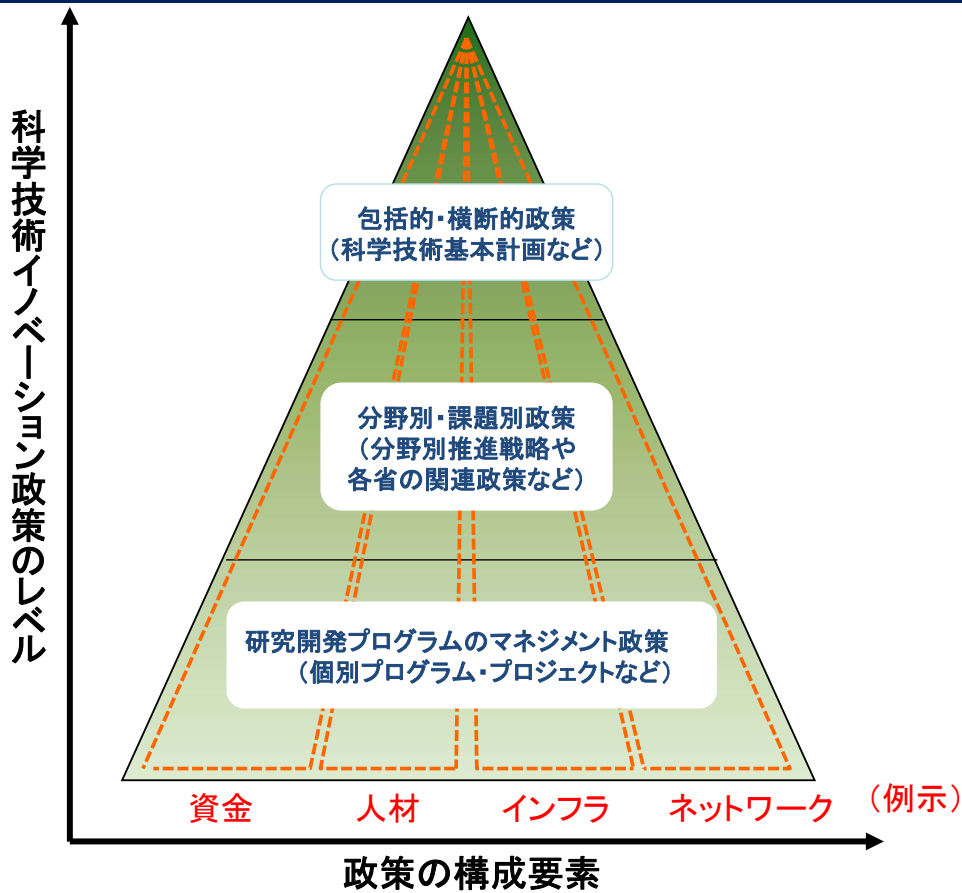 科学技術イノベーション政策のレベル
包括的・横断的政策
（科学技術基本計画など）
分野別・課題別政策
（分野別推進戦略や
各省の関連政策など）
研究開発プログラムのマネジメント政策
（個別プログラム・プロジェクトなど）
資金 人材 インフラ ネットワーク （例示）
政策の構成要素